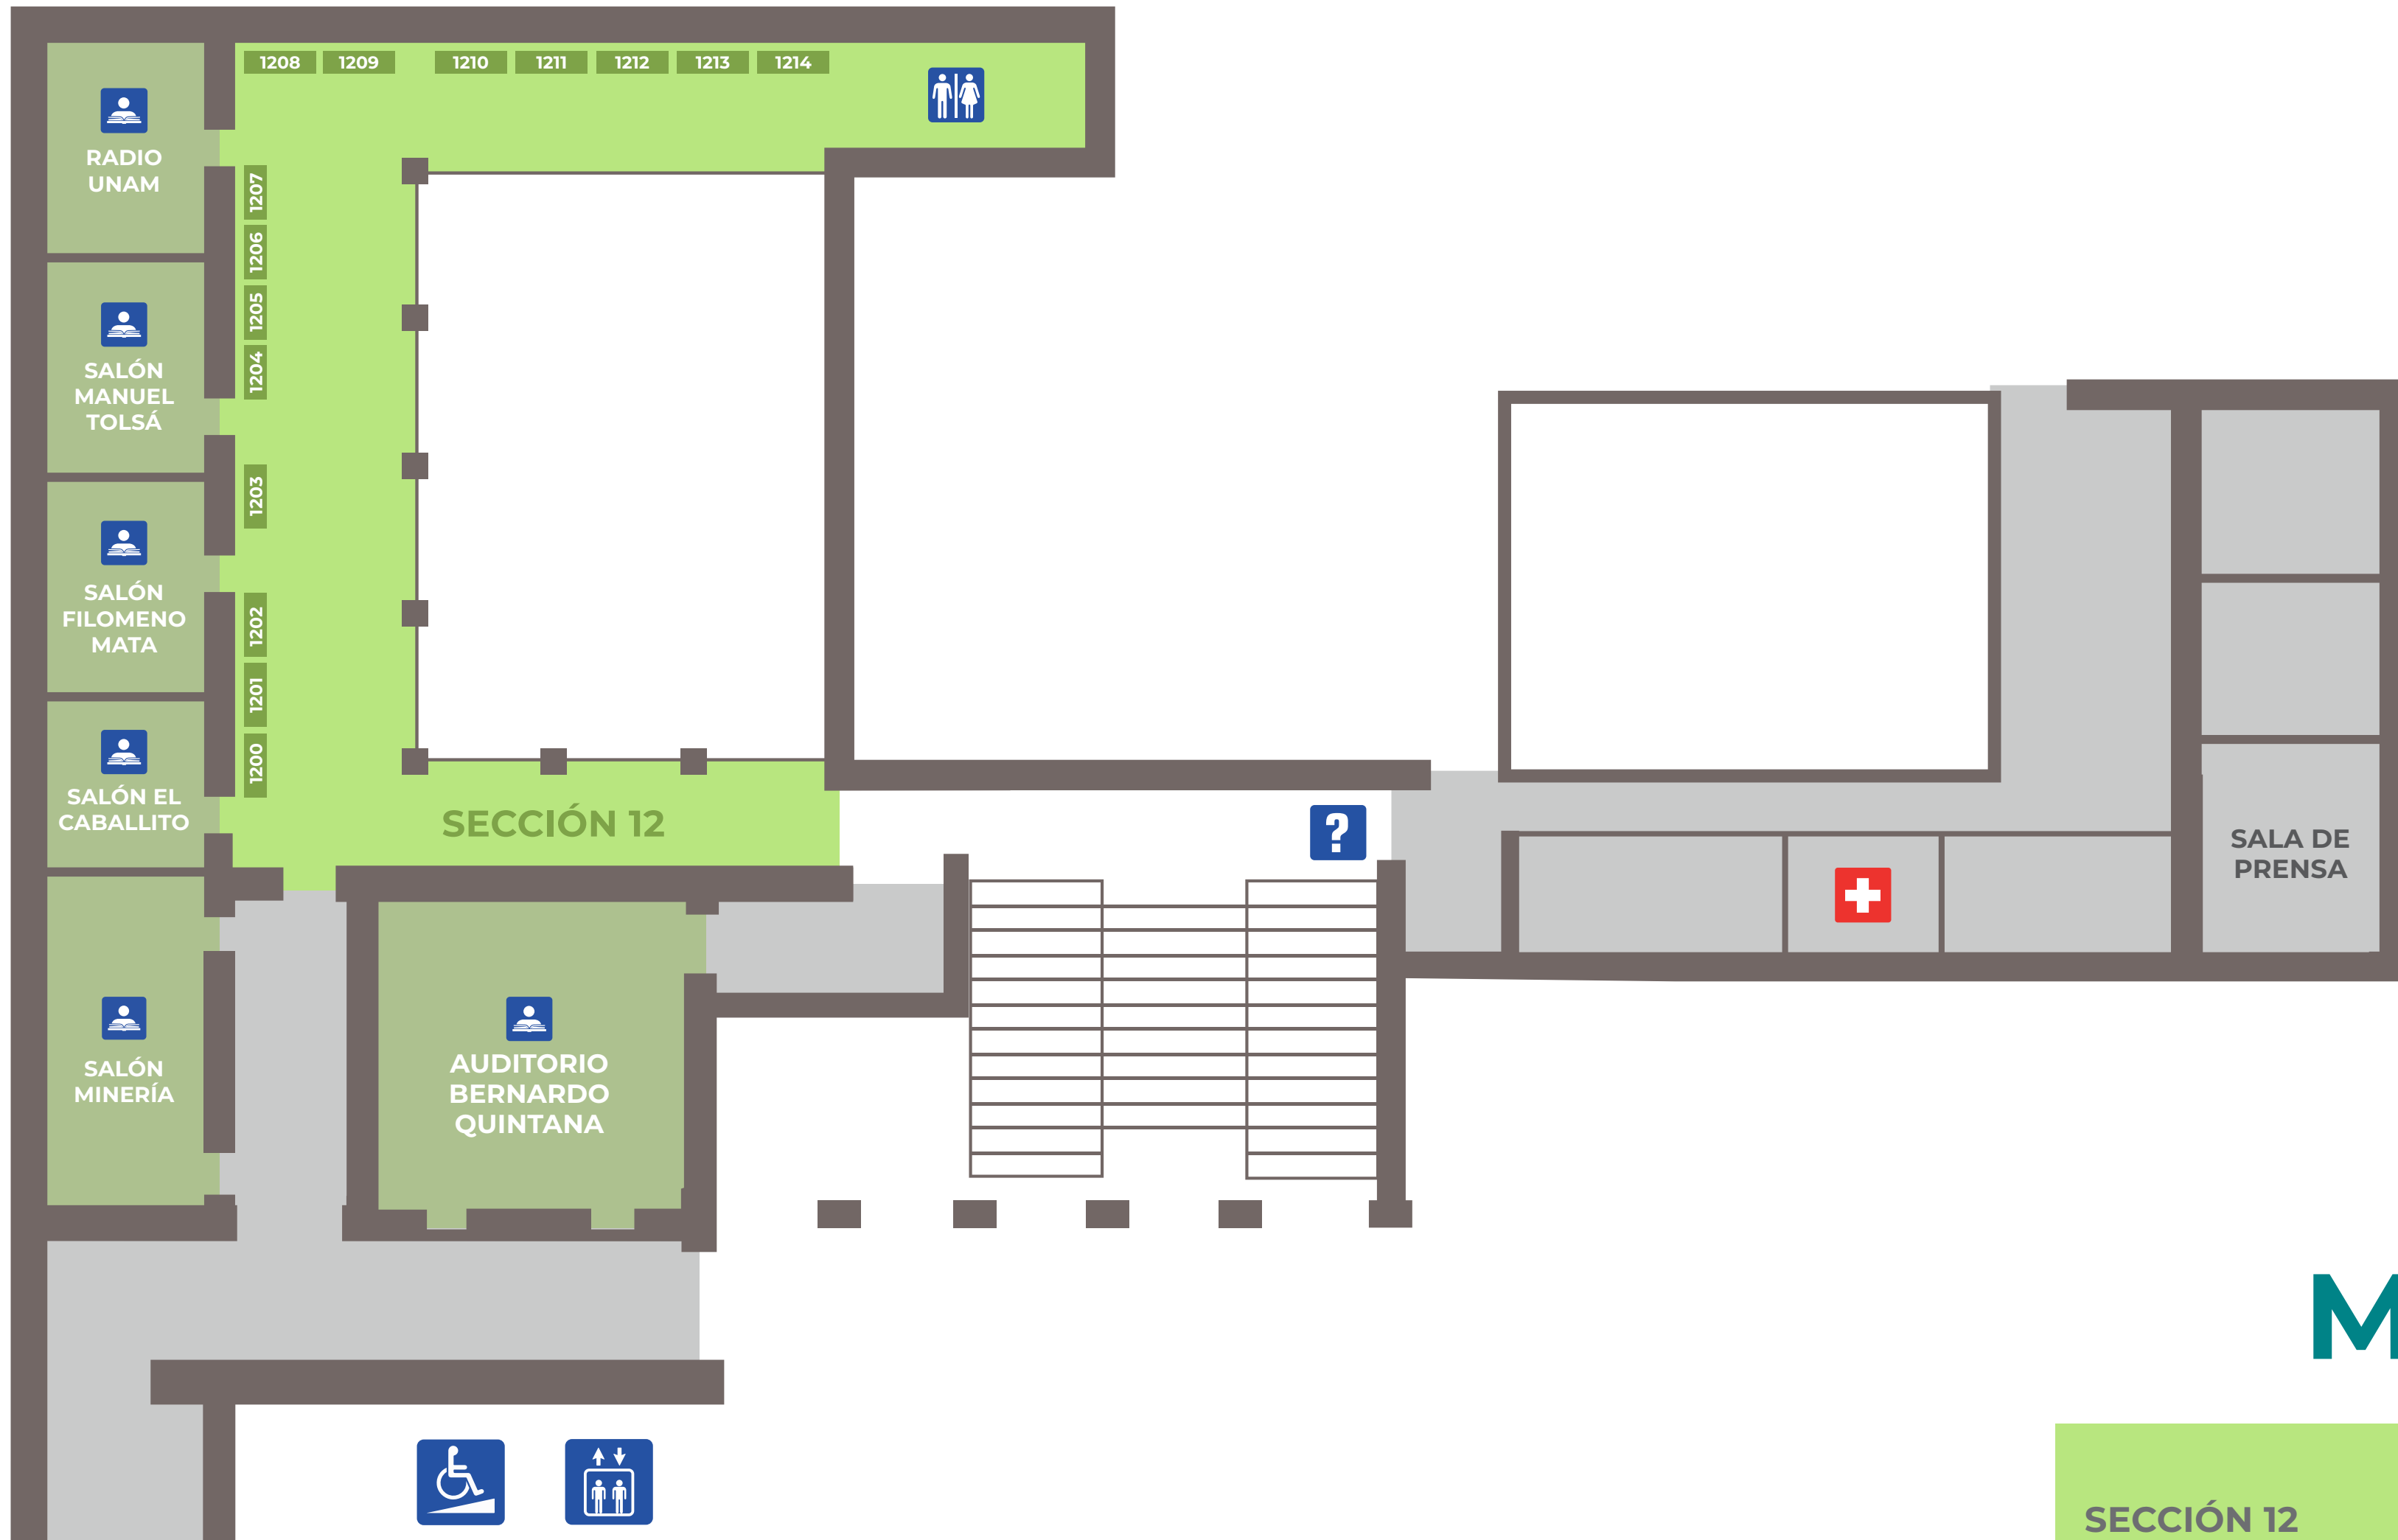 1208
1209
1210
1211
1212
1213
1214
RADIO
UNAM
1207
1206
1205
1204
SALÓN
MANUEL
TOLSÁ
1203
SALÓN
FILOMENO
MATA
1202
1201
1200
SALÓN EL
CABALLITO
SECCIÓN 12
?
SALA DE
PRENSA
SALÓN
MINERÍA
AUDITORIO
BERNARDO
QUINTANA
M
SECCIÓN 12